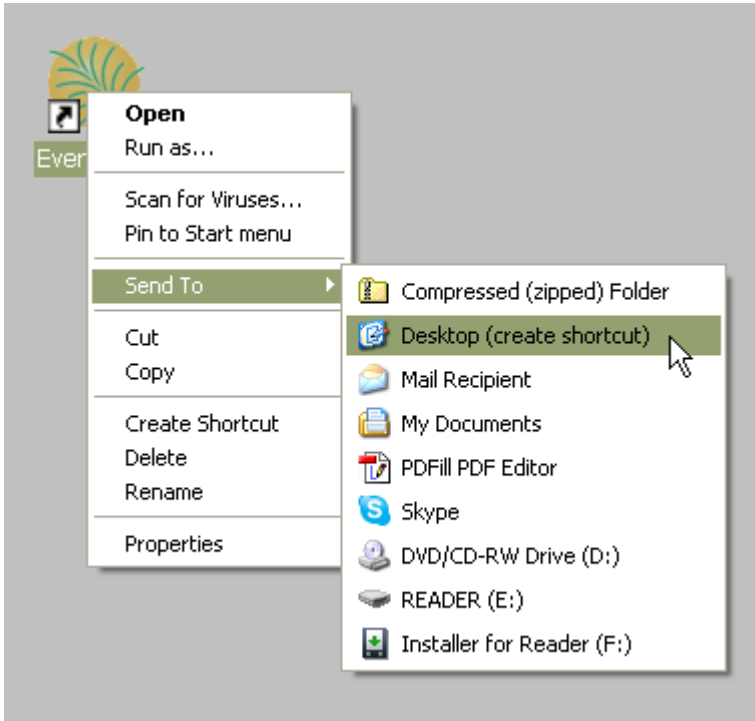 Ever
Open
Run as...
Scan for Viruses...
Pin to Start menu
Send To
Cut
Copy
Create Shortcut
Delete
Rename
Properties
Compressed (zipped) Folder
Desktop (create shortcut)
Mail Recipient
My Documents
PDFill PDF Editor
Skype
DVD/CD-RW Drive (D:)
READER (E:)
Installer for Reader (F:)